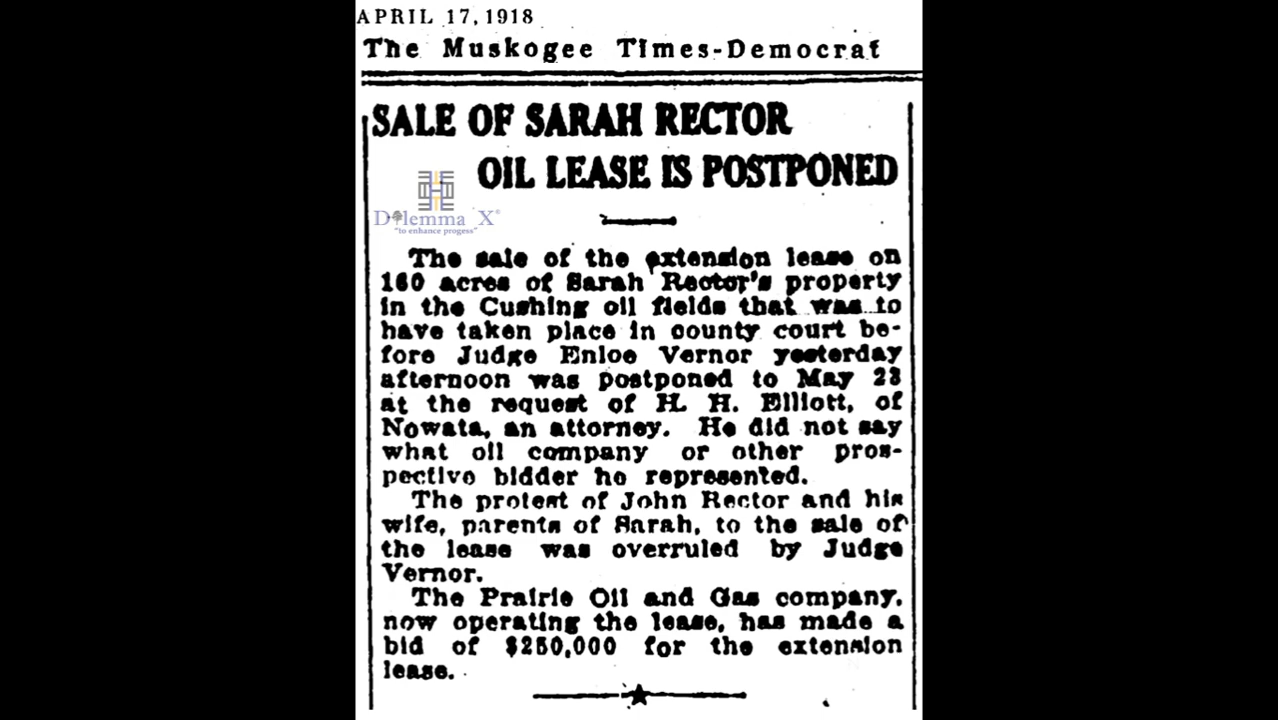 APRIL 17, 1918
The Muskogee Times-Democrat
SALE OF SARAH RECTOR
OIL LEASE IS POSTPONED
Dilemma X®
"to enhance progess"
The sale of the extension lease on
160 acres of Sarah Rector's property
in the Cushing oil fields that was to
have taken place in county court be-
fore Judge Enloe Vernor yesterday
afternoon was postponed to May 23
at the request of H. H. Elliott, of
Nowata, an attorney. He did not say
what oil company or other pros-
pective bidder he represented.
The protest of John Rector and his
wife, parents of Sarah, to the sale of
the lease was overruled by Judge
Vernor.
The Prairie Oil and Gas company,
now operating the lease, has made a
bid of $250,000 for the extension
lease.